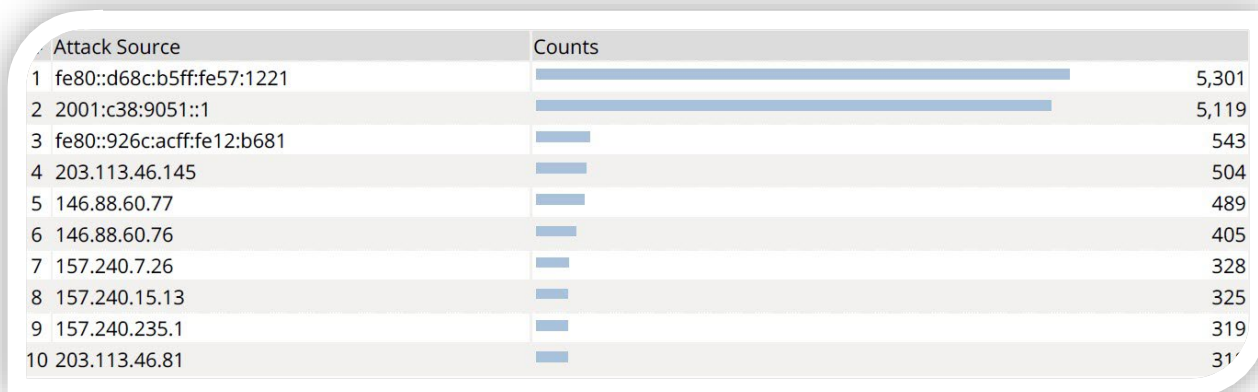 Attack Source Counts
1 fe80::d68c:b5ff:fe57:1221 5,301
2 2001:c38:9051::1 5,119
3 fe80::926c:acff:fe12:b681 543
4 203.113.46.145 504
5 146.88.60.77 489
6 146.88.60.76 405
7 157.240.7.26 328
8 157.240.15.13 325
9 157.240.235.1 319
10 203.113.46.81